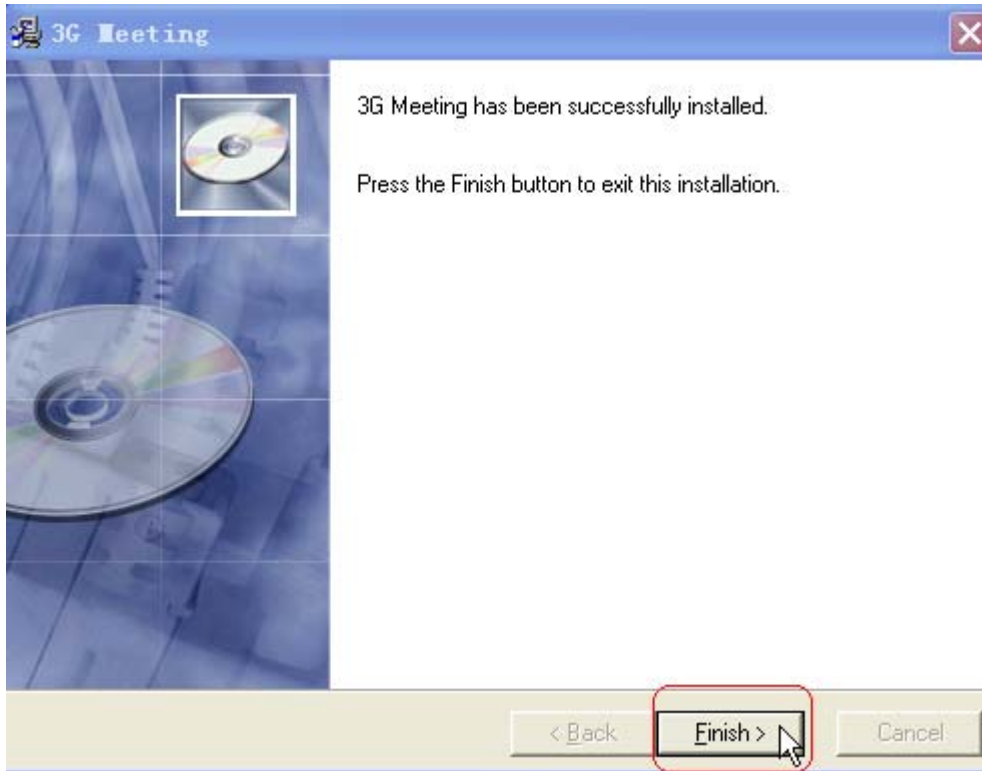 3G Meeting
3G Meeting has been successfully installed.
Press the Finish button to exit this installation.
< Back
Finish >
Cancel